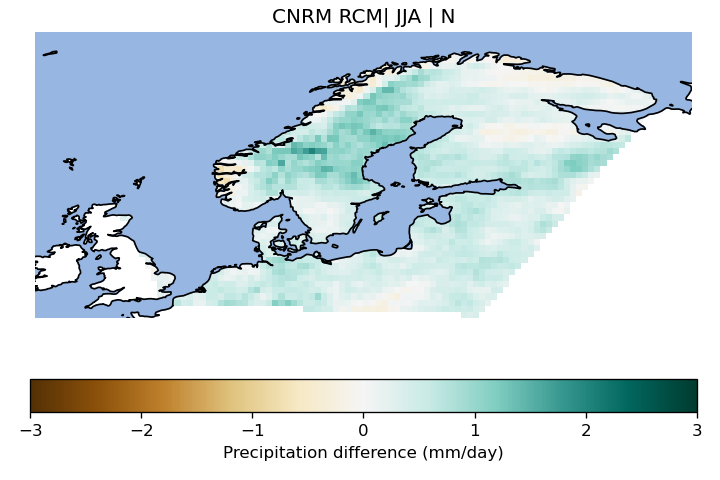 CNRM RCM| JJA | N
−3 −2 −1 0 1 2 3
Precipitation difference (mm/day)